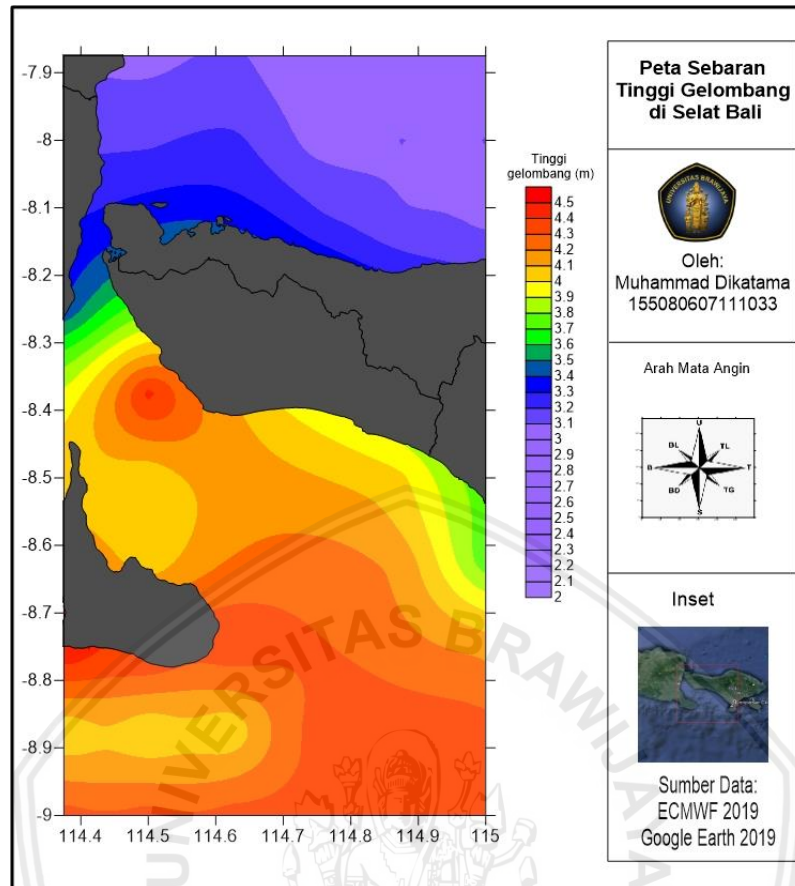 Peta Sebaran
Tinggi Gelombang
di Selat Bali
UNIVERSITAS BRAWIJAYA
Oleh:
Muhammad Dikatama
155080607111033
Arah Mata Angin
U
BL TL
B T
BD TG
S
Inset
Sumber Data:
ECMWF 2019
Google Earth 2019
Tinggi
gelombang (m)
4.5
4.4
4.3
4.2
4.1
4
3.9
3.8
3.7
3.6
3.5
3.4
3.3
3.2
3.1
3
2.9
2.8
2.7
2.6
2.5
2.4
2.3
2.2
2.1
2
-7.9
-8
-8.1
-8.2
-8.3
-8.4
-8.5
-8.6
-8.7
-8.8
-8.9
-9
114.4 114.5 114.6 114.7 114.8 114.9 115
UNIVERSITAS BRAWIJAYA